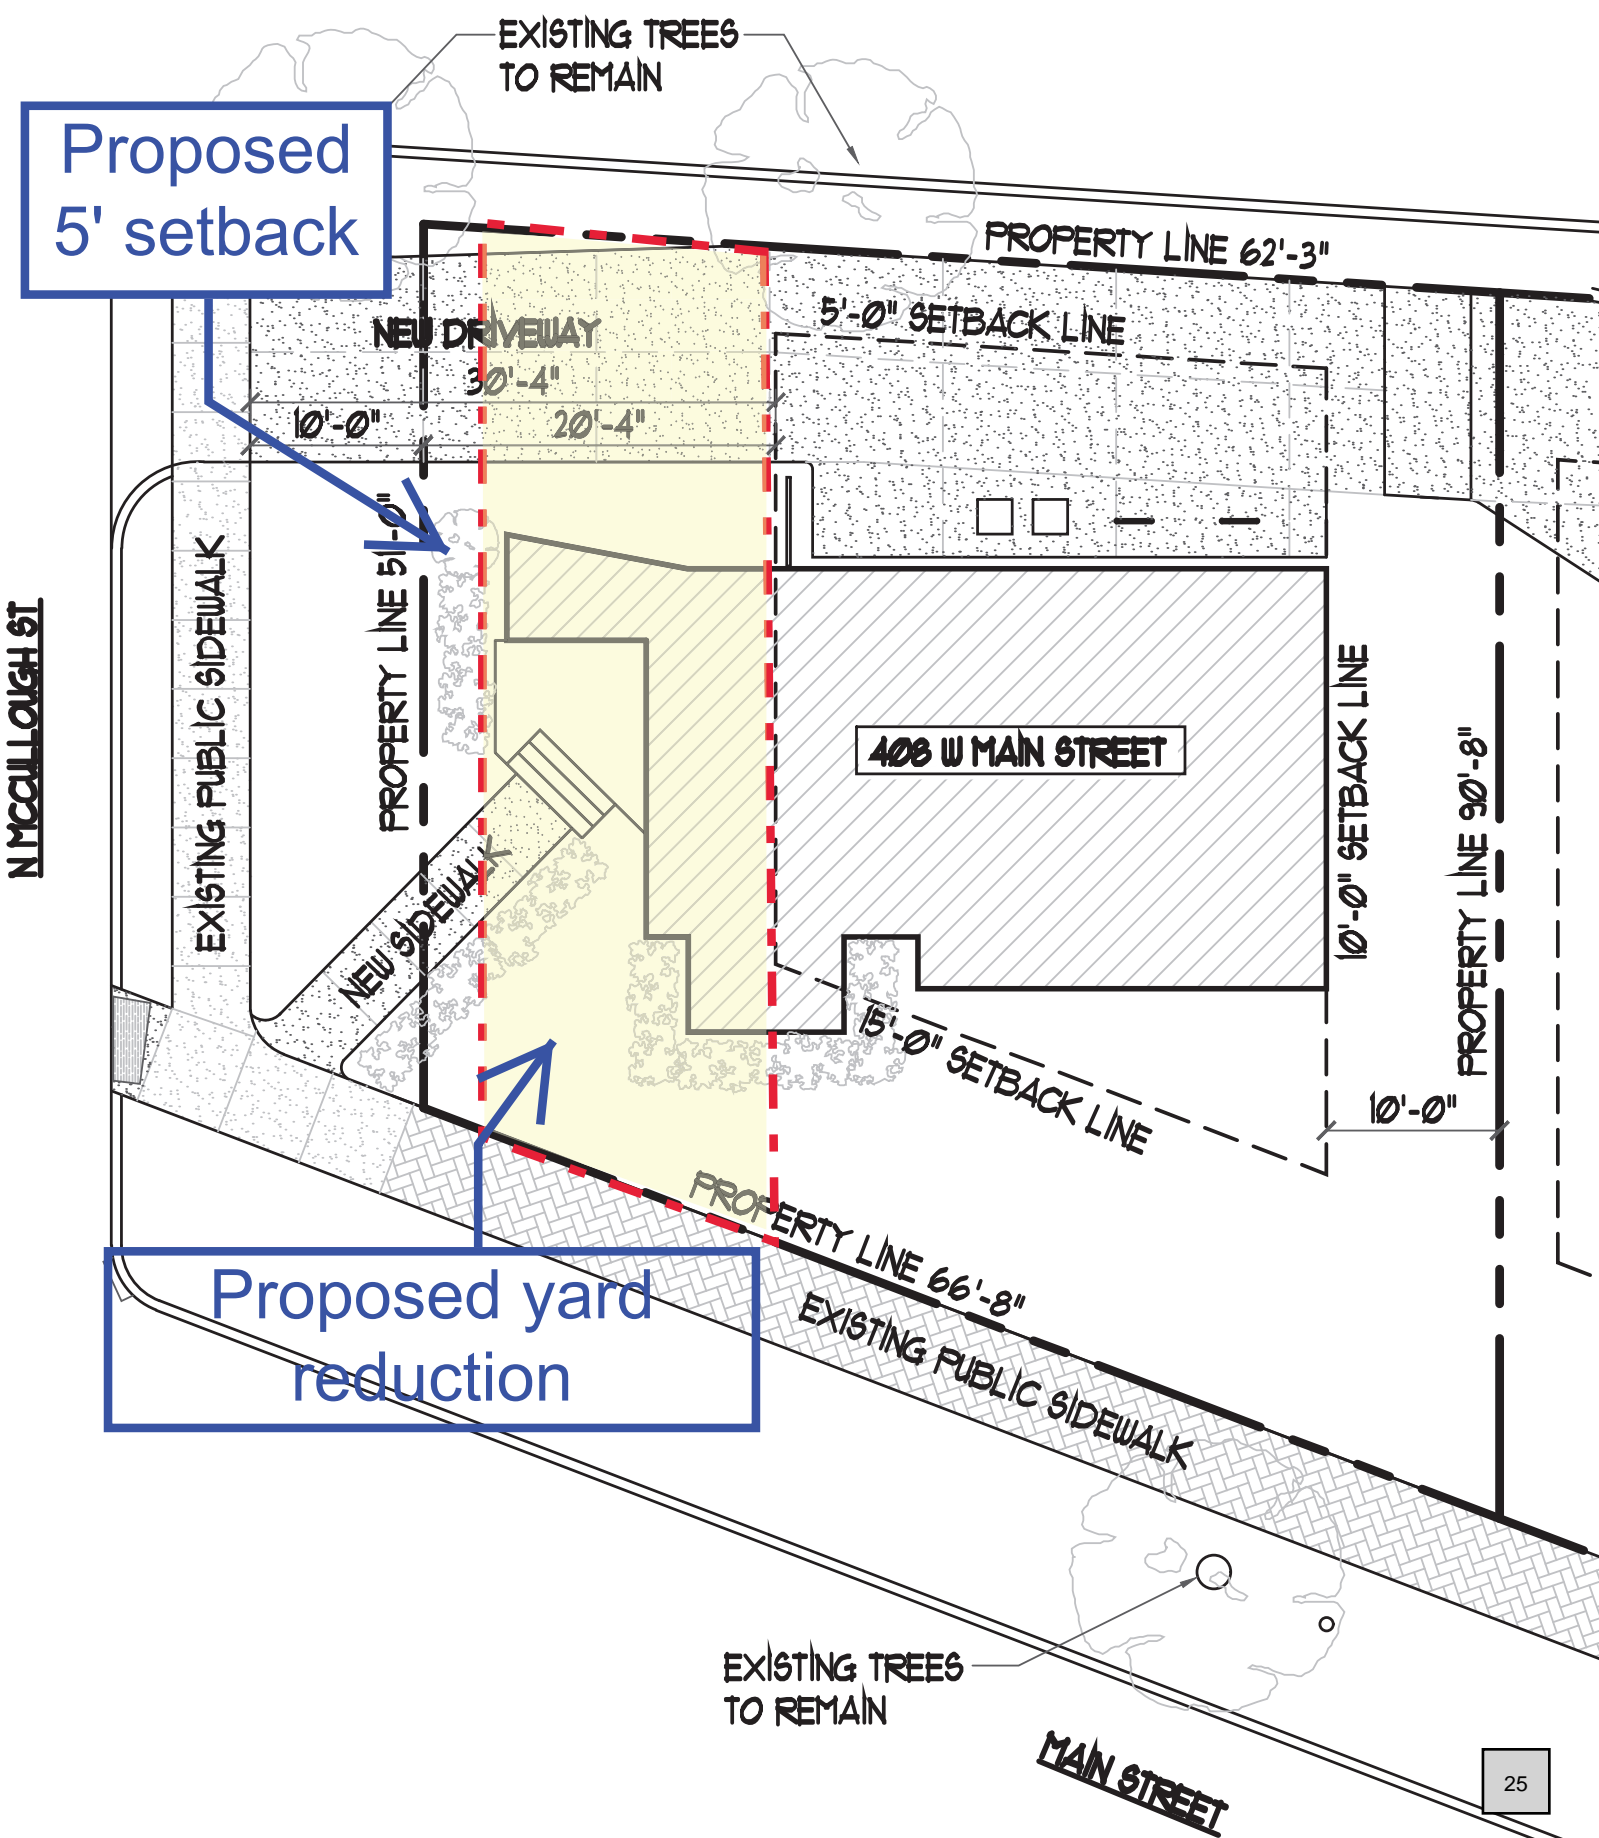 EXISTING TREES
TO REMAIN
Proposed
5' setback
PROPERTY LINE 62'-3"
5'-0" SETBACK LINE
NEW DRIVEWAY
30'-4"
10'-0"
20'-4"
PROPERTY LINE 51'-0"
EXISTING PUBLIC SIDEWALK
N MCCULLOUGH ST
408 W MAIN STREET
10'-0" SETBACK LINE
PROPERTY LINE 90'-8"
NEW SIDEWALK
15'-0" SETBACK LINE
10'-0"
PROPERTY LINE 66'-8"
EXISTING PUBLIC SIDEWALK
Proposed yard
reduction
EXISTING TREES
TO REMAIN
MAIN STREET
25